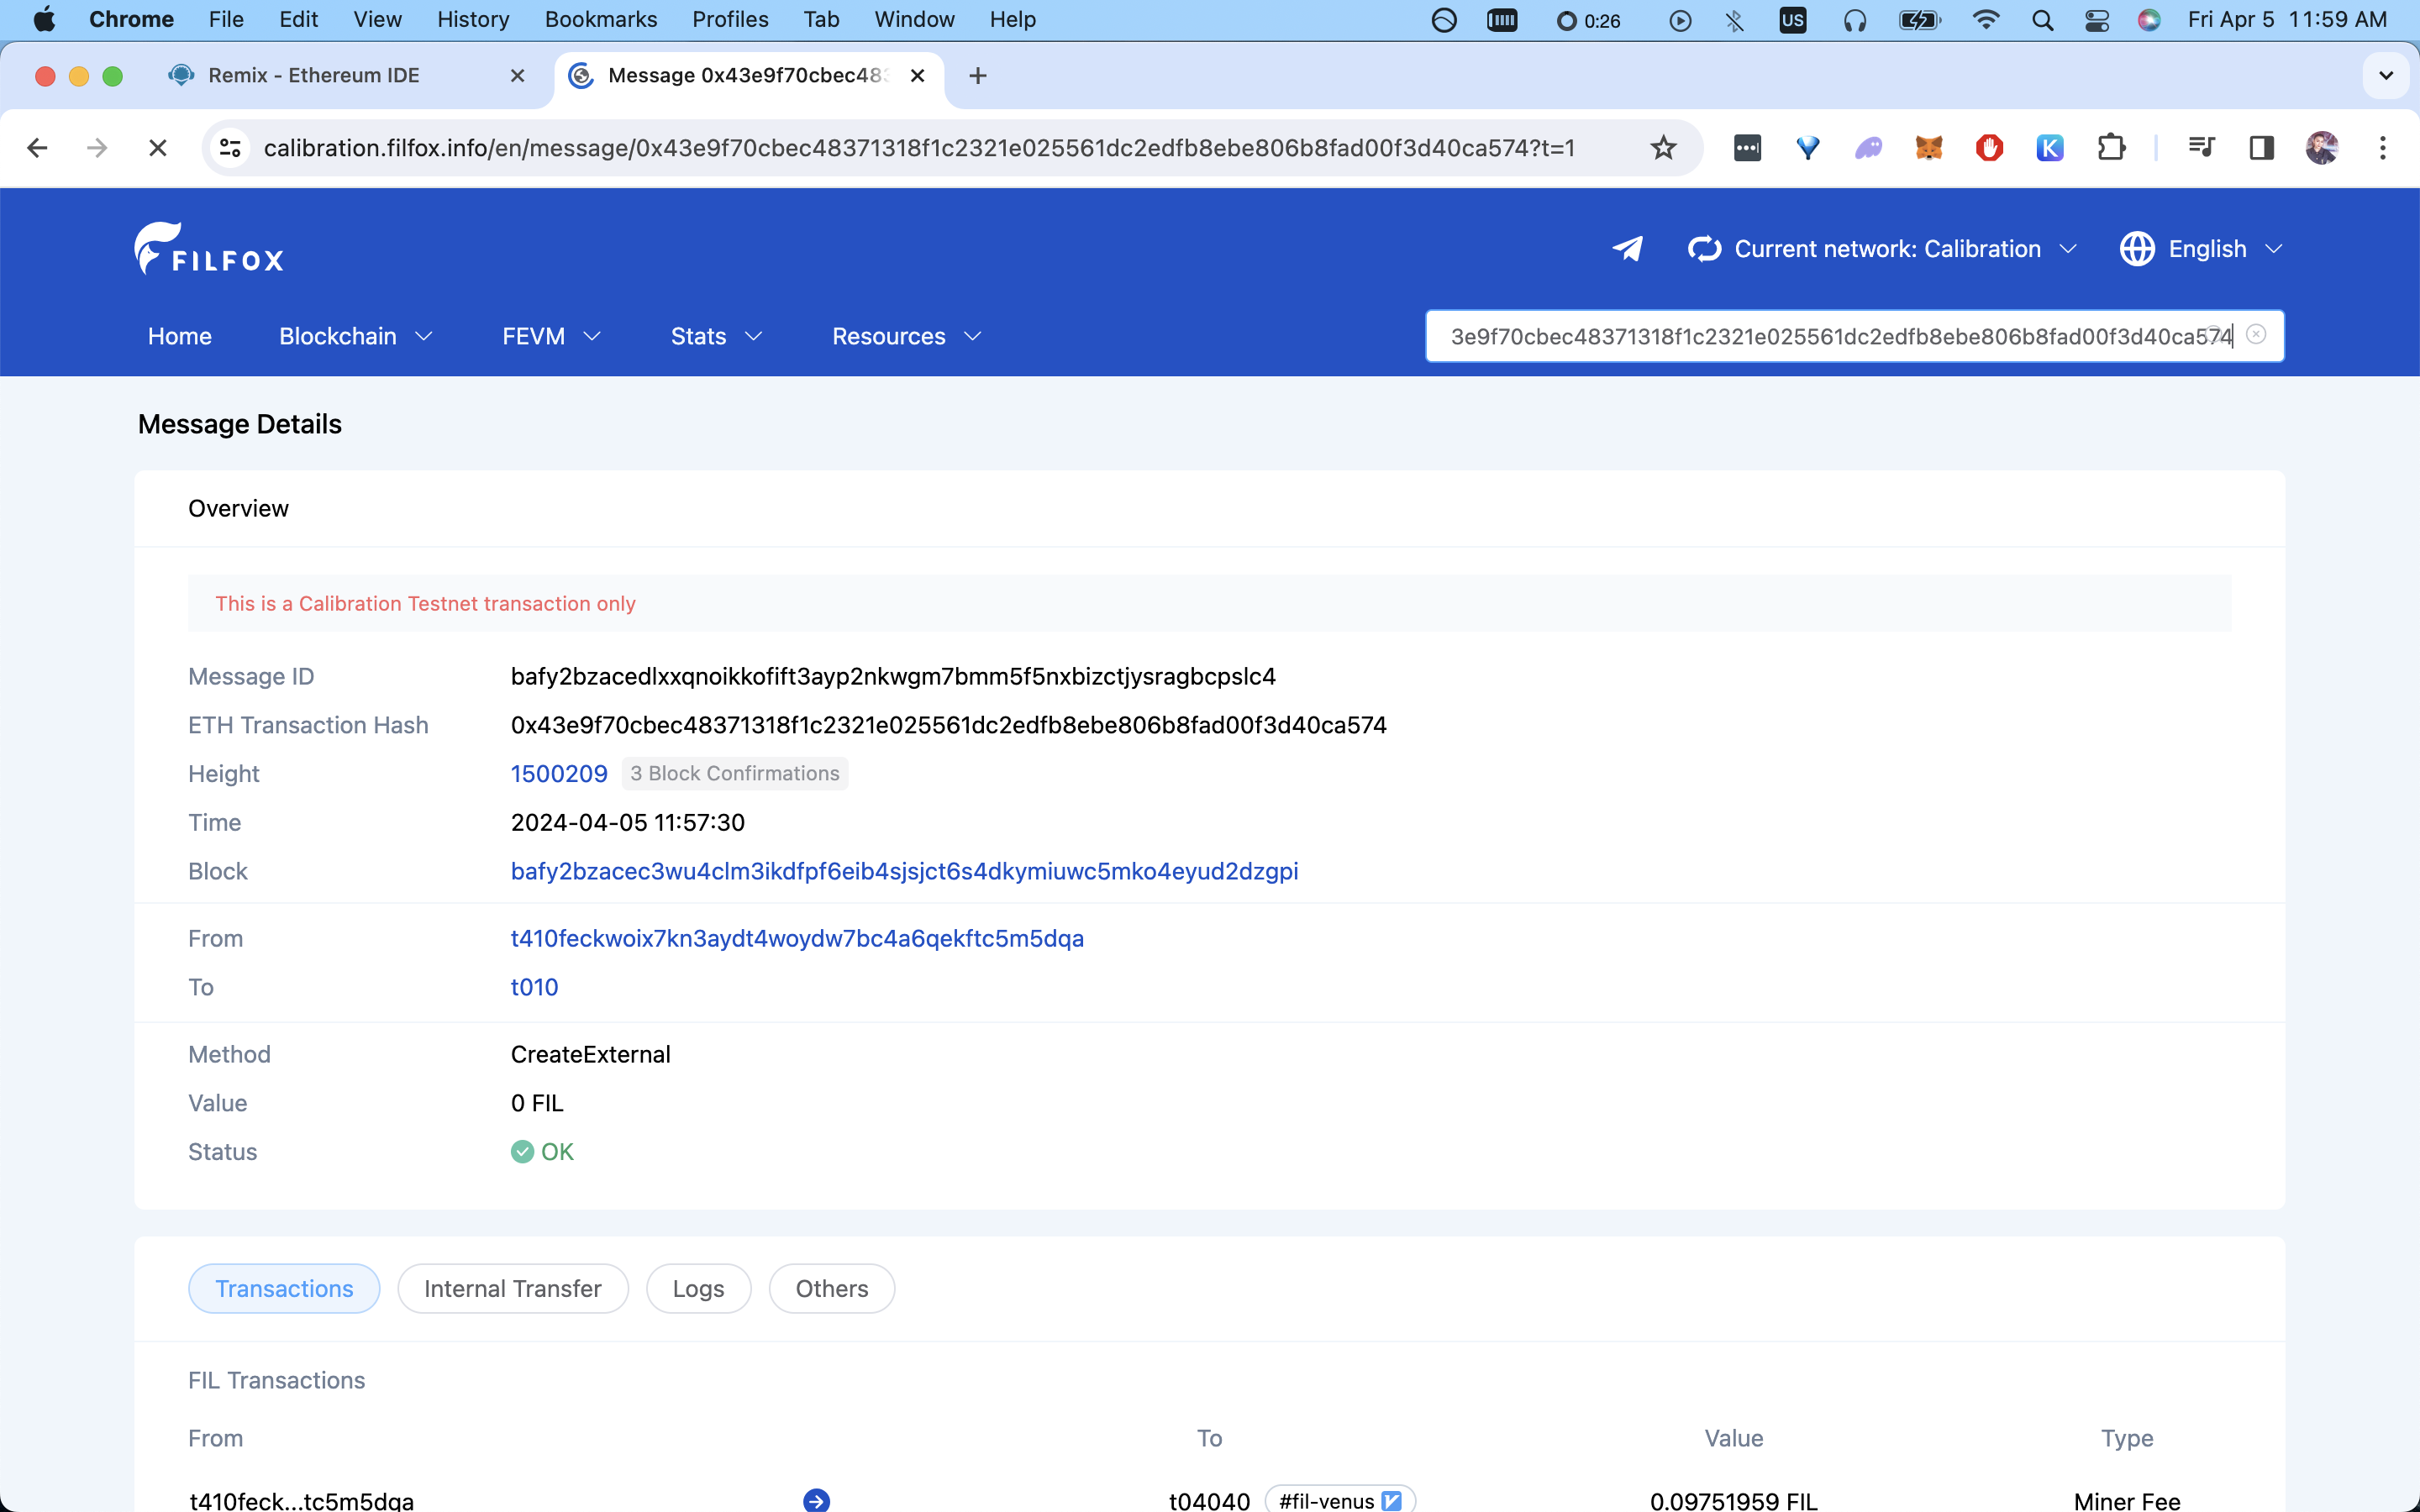 Chrome File Edit View History Bookmarks Profiles Tab Window Help 0:26 US Fri Apr 5 11:59 AM
Remix - Ethereum IDE Message 0x43e9f70cbec483
calibration.filfox.info/en/message/0x43e9f70cbec48371318f1c2321e025561dc2edfb8ebe806b8fad00f3d40ca574?t=1
FILFOX Current network: Calibration English
Home Blockchain FEVM Stats Resources 3e9f70cbec48371318f1c2321e025561dc2edfb8ebe806b8fad00f3d40ca574
Message Details
Overview
This is a Calibration Testnet transaction only
Message ID bafy2bzacedlxxqnoikkofift3ayp2nkwgm7bmm5f5nxbizctjysragbcpslc4
ETH Transaction Hash 0x43e9f70cbec48371318f1c2321e025561dc2edfb8ebe806b8fad00f3d40ca574
Height 1500209 3 Block Confirmations
Time 2024-04-05 11:57:30
Block bafy2bzacec3wu4clm3ikdfpf6eib4sjsjct6s4dkymiuwc5mko4eyud2dzgpi
From t410feckwoix7kn3aydt4woydw7bc4a6qekftc5m5dqa
To t010
Method CreateExternal
Value 0 FIL
Status OK
Transactions Internal Transfer Logs Others
FIL Transactions
From To Value Type
t410feck...tc5m5dqa t04040 #fil-venus 0.09751959 FIL Miner Fee